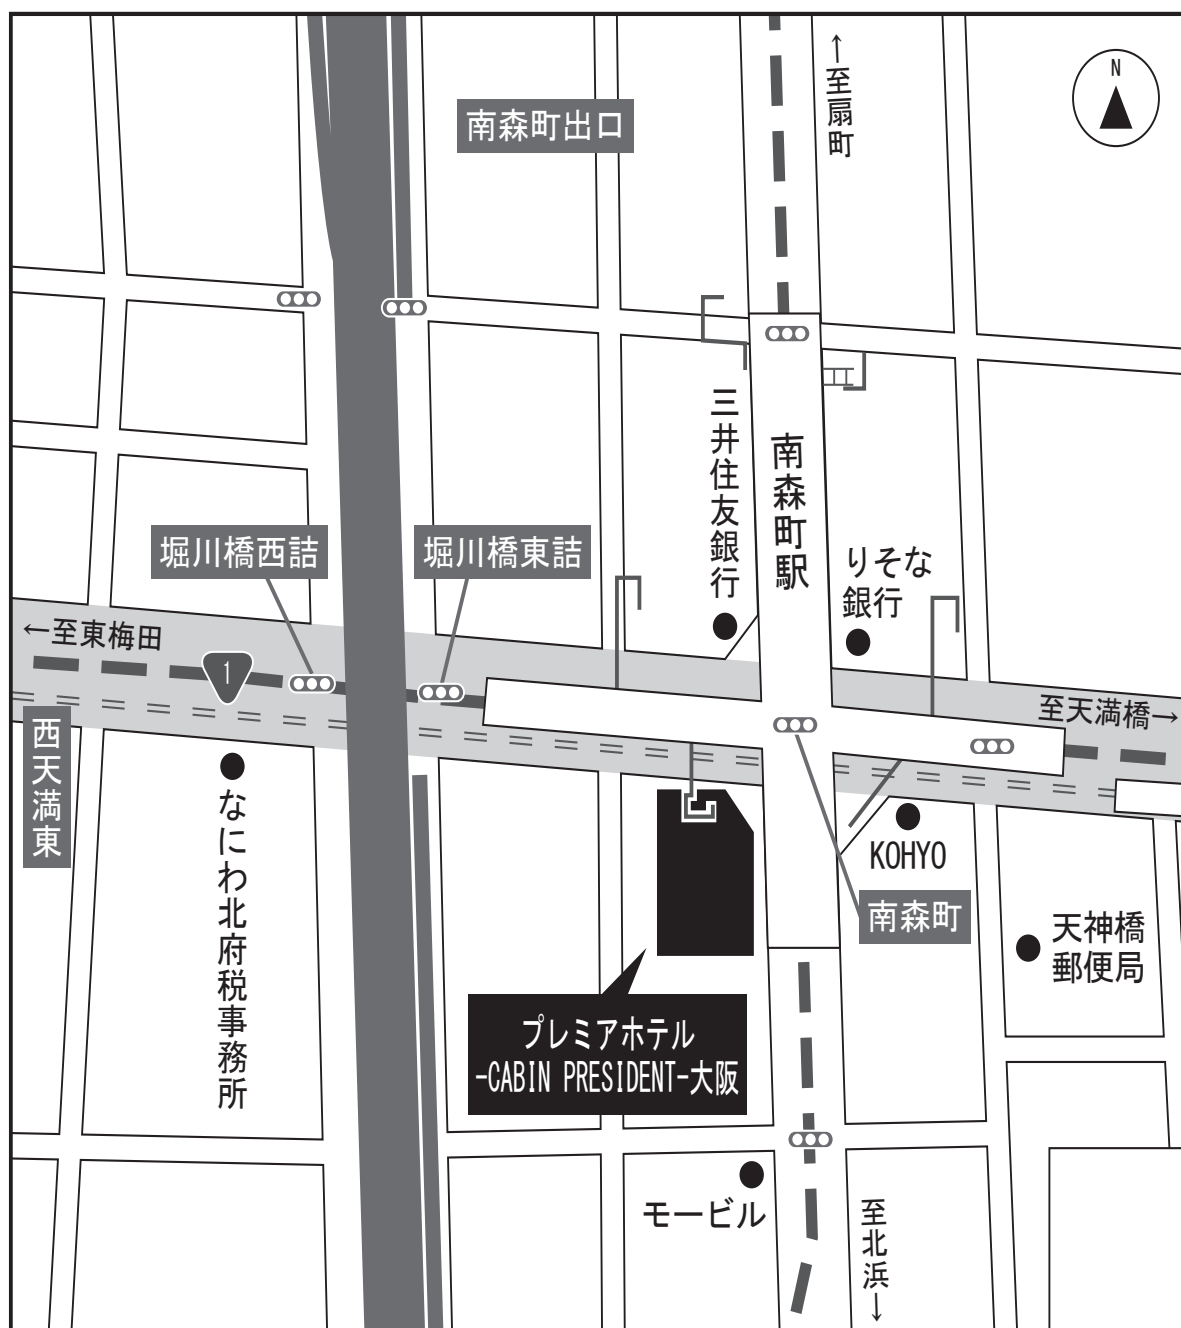 N
↑至扇町
南森町出口
三井住友銀行
南森町駅
りそな
銀行
堀川橋西詰
堀川橋東詰
←至東梅田
1
至天満橋→
西天満東
なにわ北府税事務所
KOHYO
南森町
天神橋
郵便局
プレミアホテル
-CABIN PRESIDENT-大阪
モービル
至北浜→